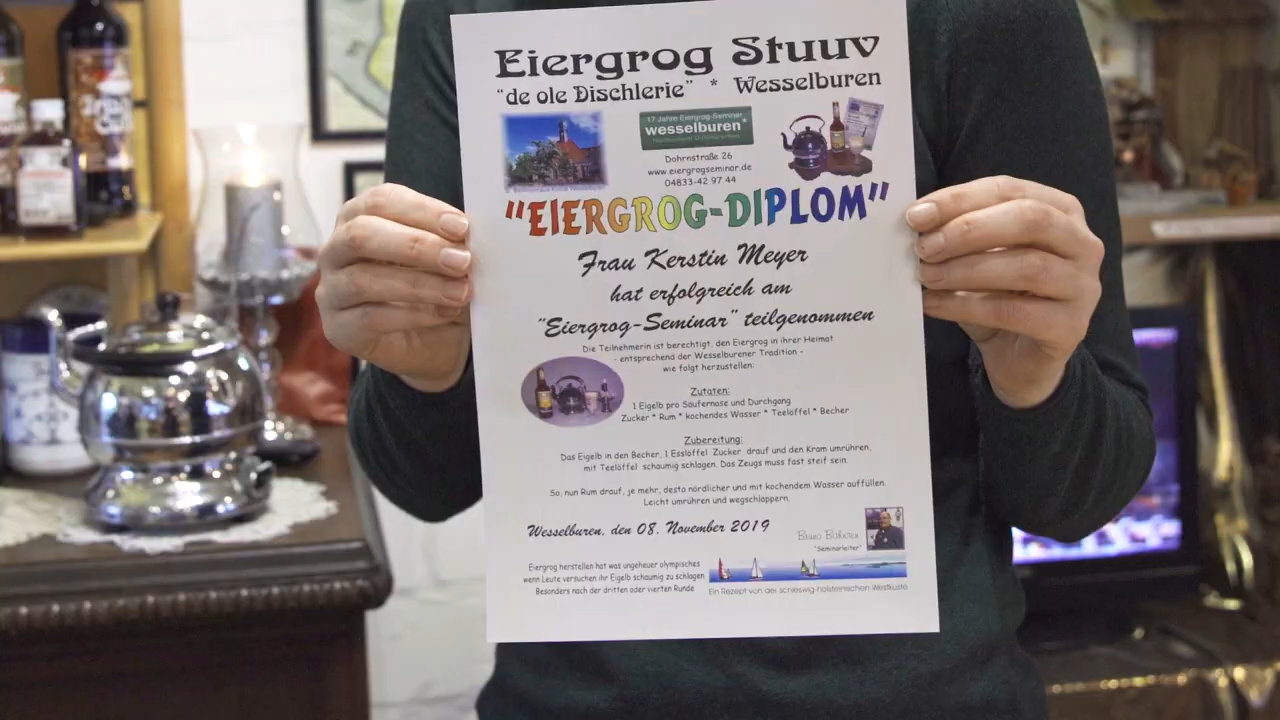 Eiergrog Stuuv
"de ole Dischlerie" * Wesselburen
17 Jahre Eiergrog-Seminar
wesselburen*
Dohrnstraße 26
www.eiergrogseminar.de
04833-42 97 44
"EIERGROG-DIPLOM"
Frau Kerstin Meyer
hat erfolgreich am
"Eiergrog-Seminar" teilgenommen
Die Teilnehmerin ist berechtigt, den Eiergrog in ihrer Heimat
- entsprechend der Wesselburener Tradition -
wie folgt herzustellen:
Zutaten:
1 Eigelb pro Saufernase und Durchgang
Zucker * Rum * kochendes Wasser * Teelöffel * Becher
Zubereitung:
Das Eigelb in den Becher, 1 Esslöffel Zucker drauf und den Kram umrühren,
mit Teelöffel schaumig schlagen. Das Zeugs muss fast steif sein.
So, nun Rum drauf, je mehr, desto nördlicher und mit kochendem Wasser auffüllen.
Leicht umrühren und wegschlappern.
Wesselburen, den 08. November 2019
"Seminarleiter"
Eiergrog herstellen hat was ungeheuer olympisches
wenn Leute versuchen ihr Eigelb schaumig zu schlagen
Besonders nach der dritten oder vierten Runde
Ein Rezept von der schleswig-holsteinischen Westküste